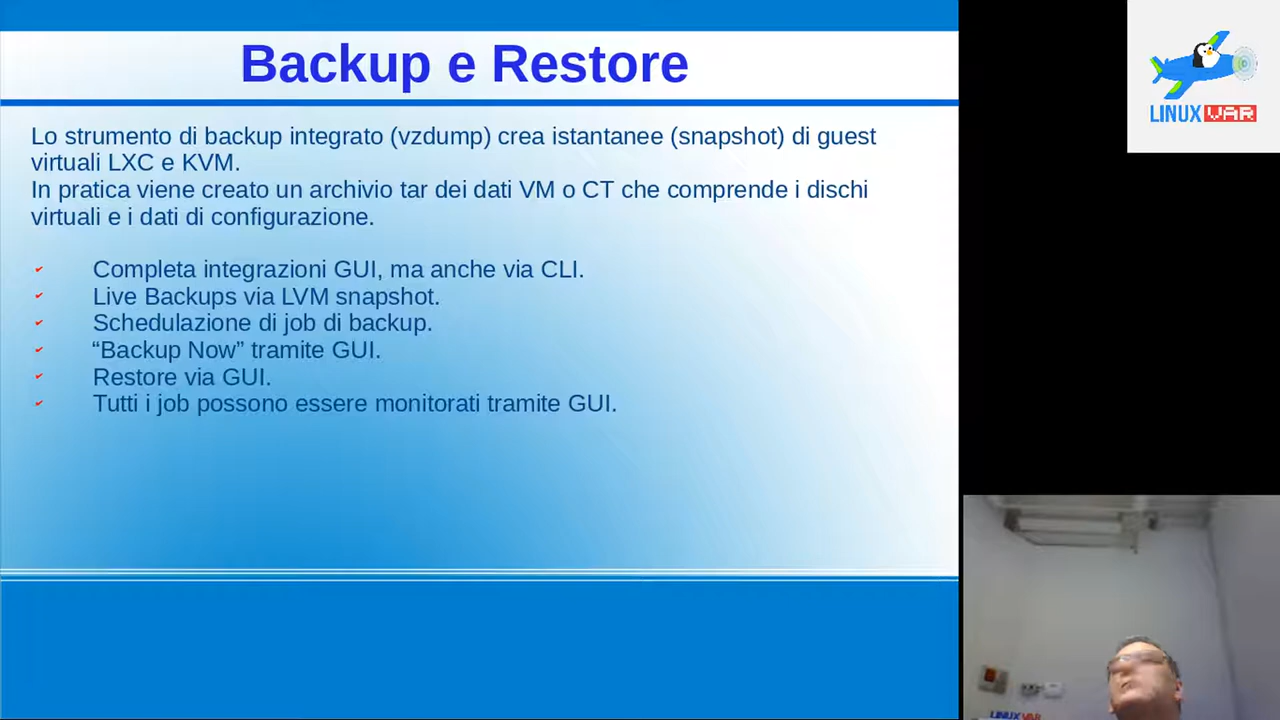 Backup e Restore
Lo strumento di backup integrato (vzdump) crea istantanee (snapshot) di guest
virtuali LXC e KVM.
In pratica viene creato un archivio tar dei dati VM o CT che comprende i dischi
virtuali e i dati di configurazione.
Completa integrazioni GUI, ma anche via CLI.
Live Backups via LVM snapshot.
Schedulazione di job di backup.
“Backup Now” tramite GUI.
Restore via GUI.
Tutti i job possono essere monitorati tramite GUI.
LINUX VAR
LINUX VAR